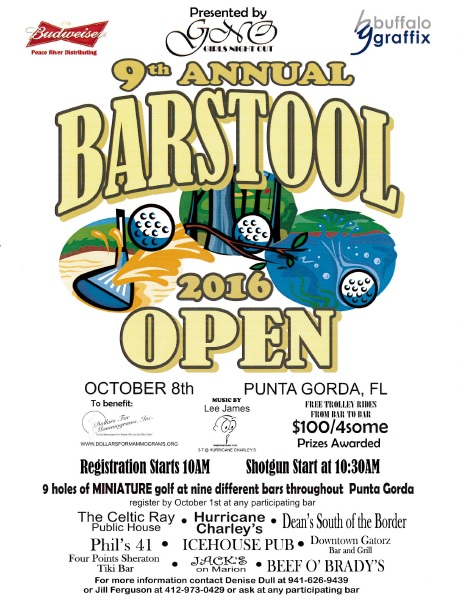 Presented by
Budweiser
Peace River Distributing
GNO
GIRLS NIGHT OUT
buffalo
graffix
9th ANNUAL
BARSTOOL
2016
OPEN
OCTOBER 8th
PUNTA GORDA, FL
To benefit:
Dollars For
Mammograms, Inc.
WWW.DOLLARSFORMAMMOGRAMS.ORG
MUSIC BY
Lee James
3-7 @ HURRICANE CHARLEY'S
FREE TROLLEY RIDES
FROM BAR TO BAR
$100/4some
Prizes Awarded
Registration Starts 10AM
Shotgun Start at 10:30AM
9 holes of MINIATURE golf at nine different bars throughout Punta Gorda
register by October 1st at any participating bar
The Celtic Ray
Public House
• Hurricane
Charley's •
Dean's South of the Border
Phil's 41 • ICEHOUSE PUB •
Downtown Gatorz
Bar and Grill
Four Points Sheraton
Tiki Bar
• JACK'S
on Marion •
BEEF O' BRADY'S
For more information contact Denise Dull at 941-626-9439
or Jill Ferguson at 412-973-0429 or ask at any participating bar